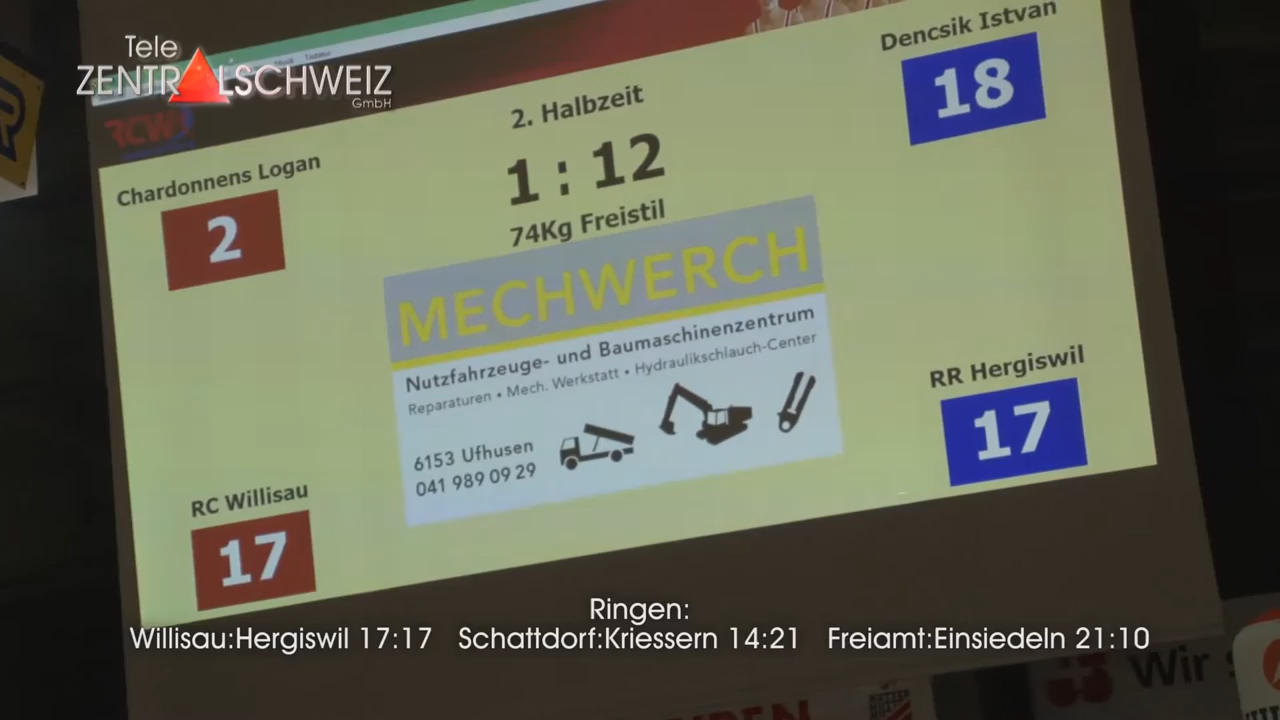 Tele
ZENTRALSCHWEIZ
GmbH
RCW
Dencsik Istvan
18
2. Halbzeit
1 : 12
74Kg Freistil
Chardonnens Logan
2
MECHWERCH
Nutzfahrzeuge- und Baumaschinenzentrum
Reparaturen • Mech. Werkstatt • Hydraulikschlauch-Center
6153 Ufhusen
041 989 09 29
RR Hergiswil
17
RC Willisau
17
Ringen:
Willisau:Hergiswil 17:17 Schattdorf:Kriessern 14:21 Freiamt:Einsiedeln 21:10
Wir